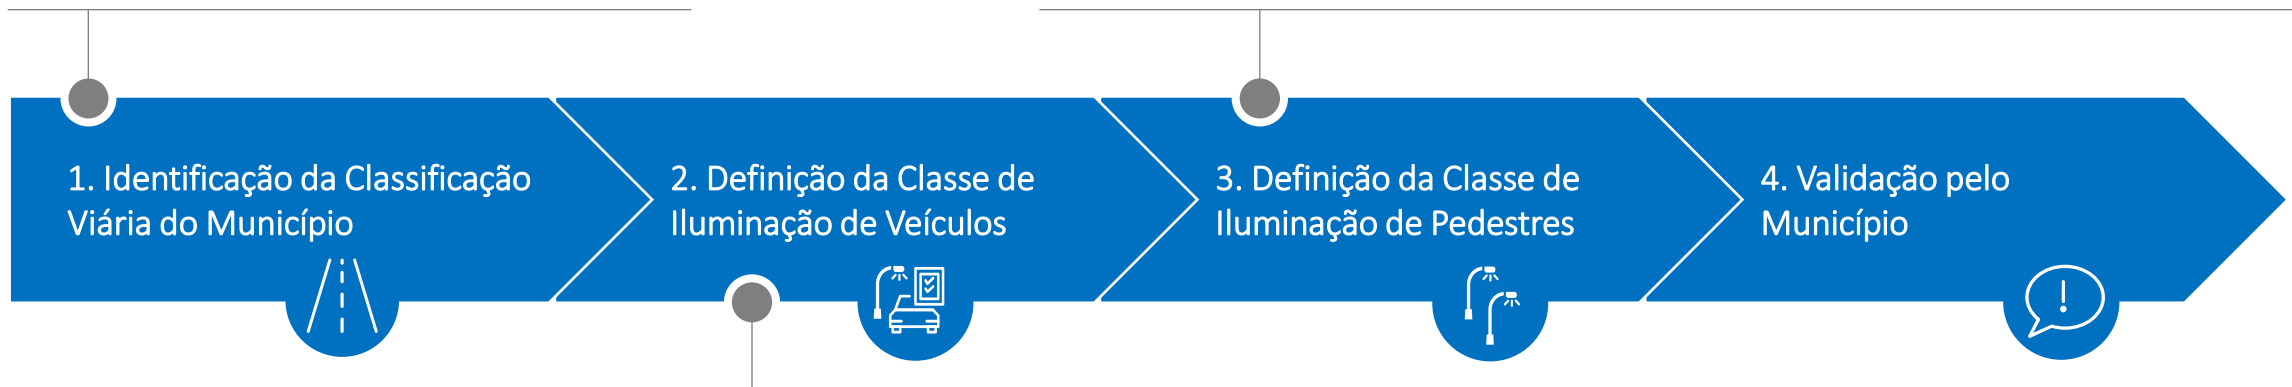 1. Identificação da Classificação
Viária do Município
2. Definição da Classe de
Iluminação de Veículos
3. Definição da Classe de
Iluminação de Pedestres
4. Validação pelo
Município